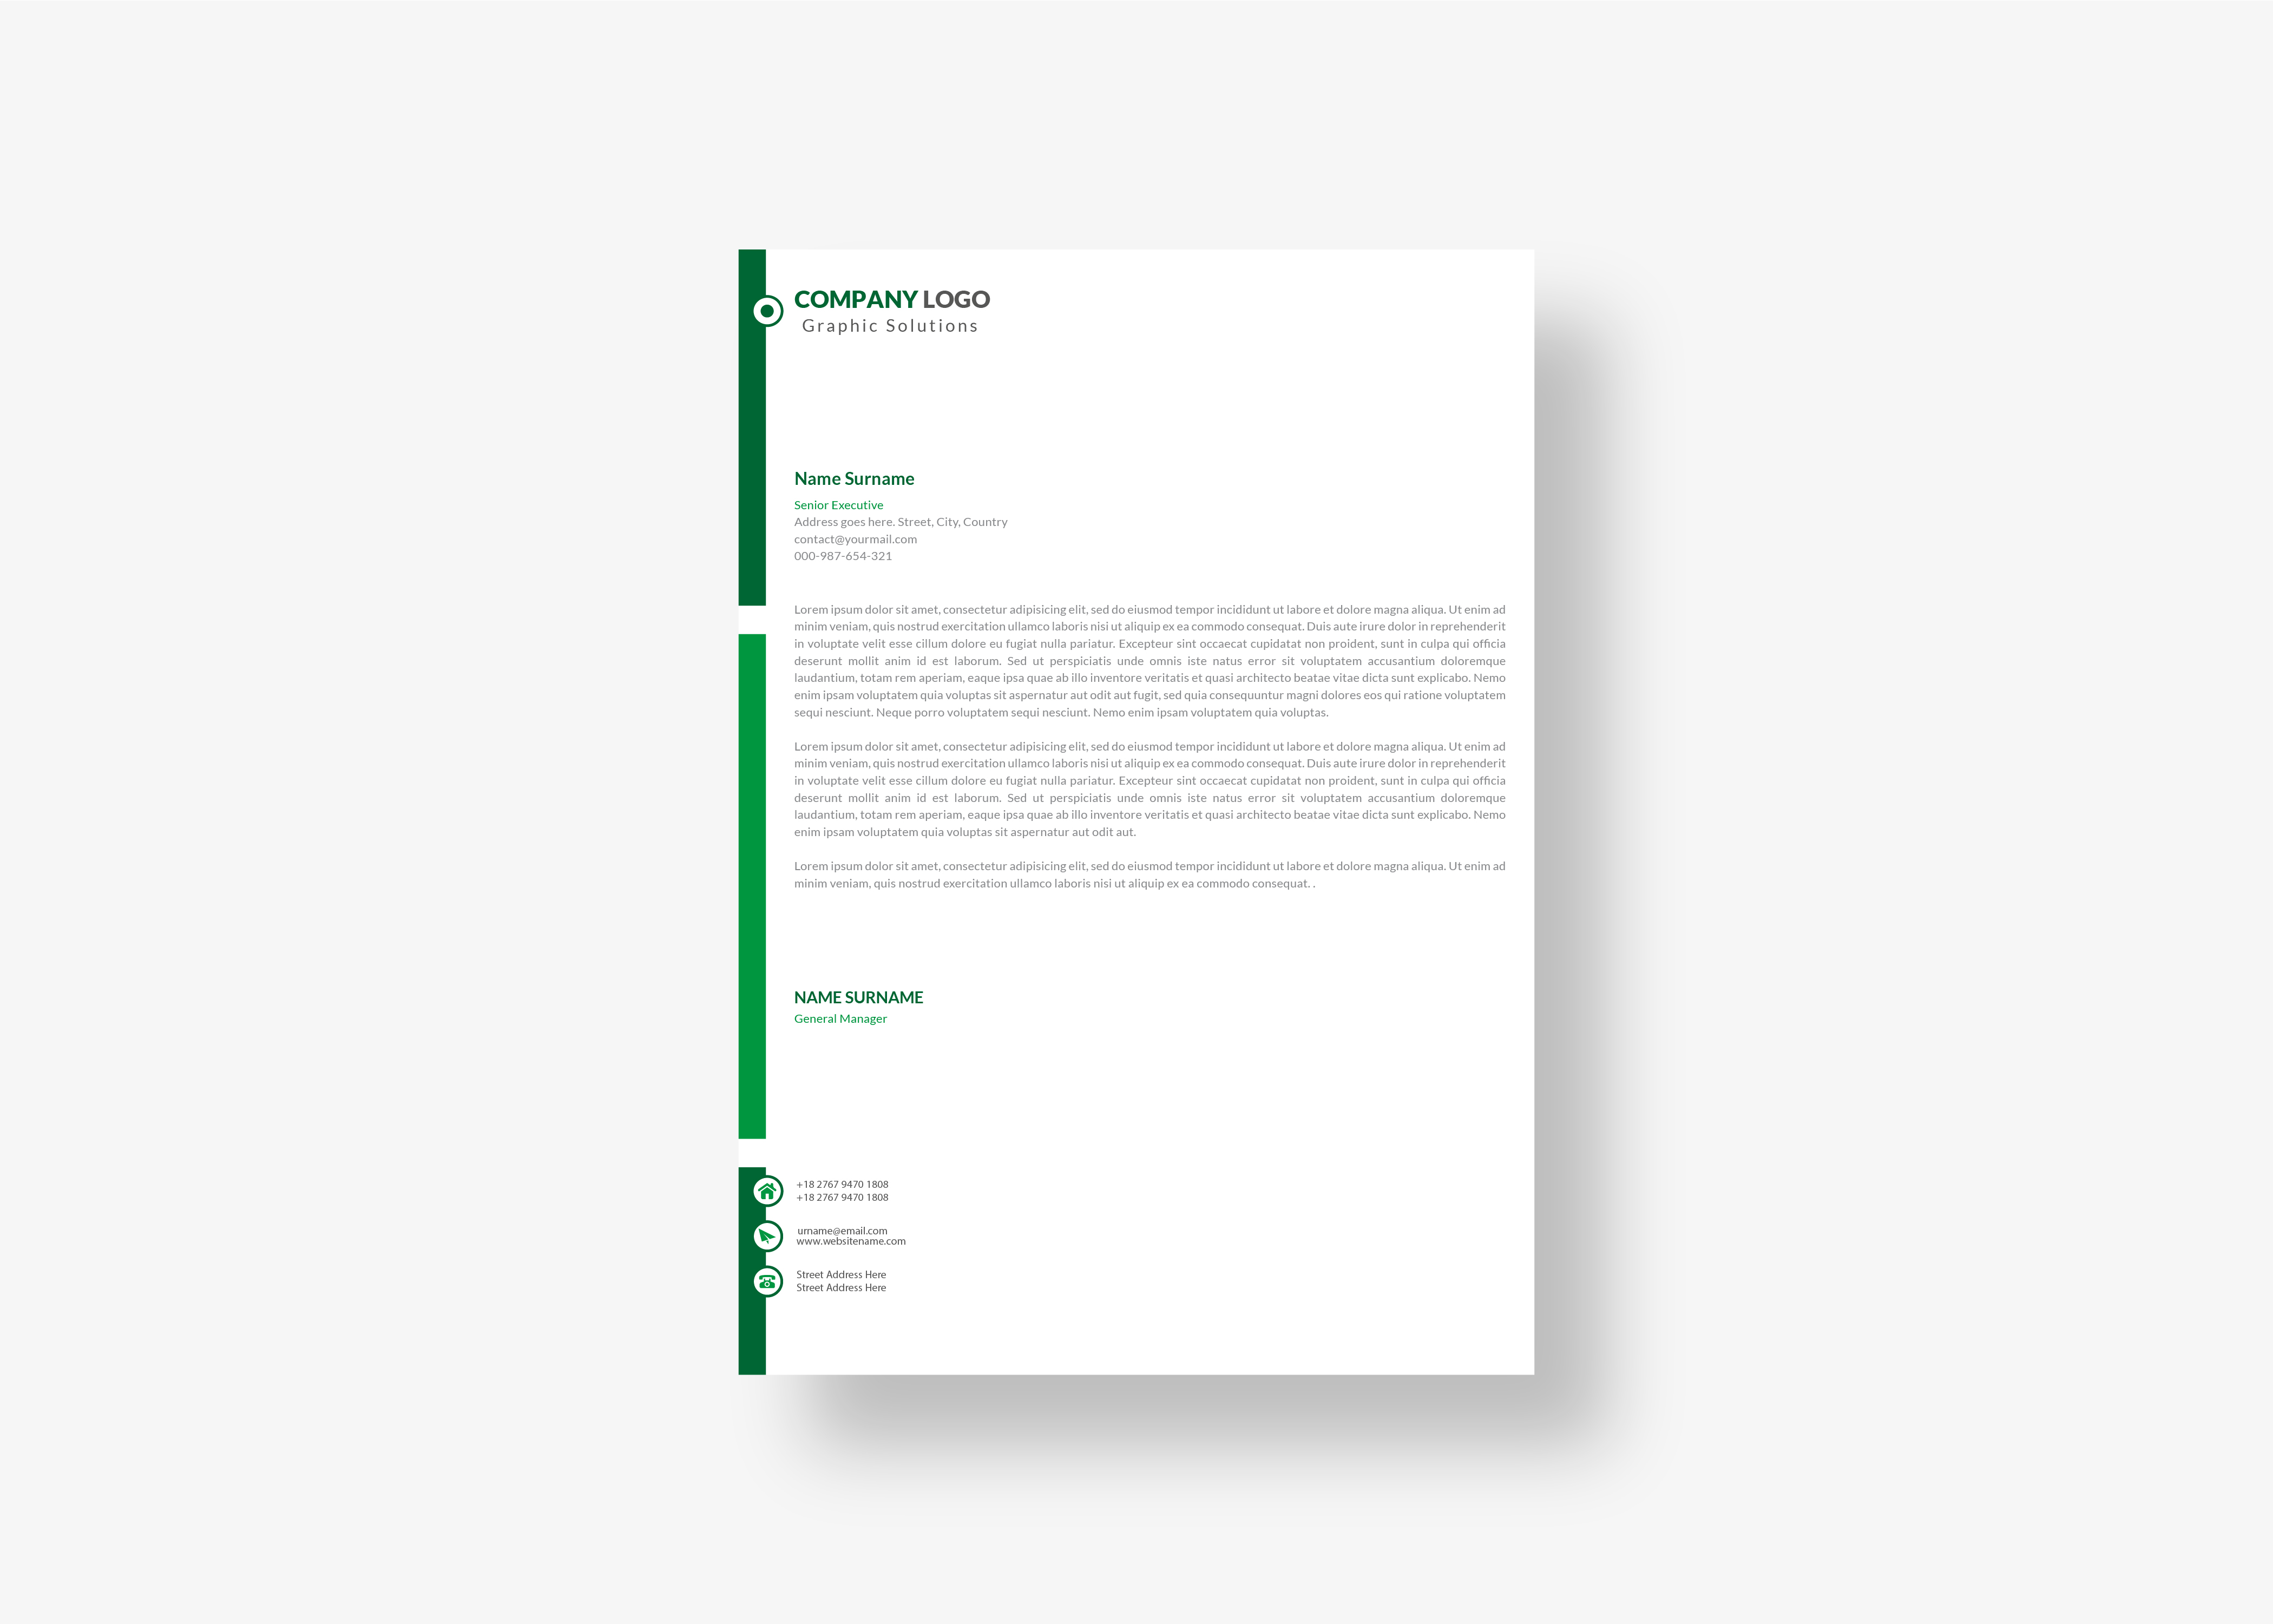 COMPANY LOGO
Graphic Solutions
Name Surname
Senior Executive
Address goes here. Street, City, Country
contact@yourmail.com
000-987-654-321
Lorem ipsum dolor sit amet, consectetur adipisicing elit, sed do eiusmod tempor incididunt ut labore et dolore magna aliqua. Ut enim ad
minim veniam, quis nostrud exercitation ullamco laboris nisi ut aliquip ex ea commodo consequat. Duis aute irure dolor in reprehenderit
in voluptate velit esse cillum dolore eu fugiat nulla pariatur. Excepteur sint occaecat cupidatat non proident, sunt in culpa qui officia
deserunt mollit anim id est laborum. Sed ut perspiciatis unde omnis iste natus error sit voluptatem accusantium doloremque
laudantium, totam rem aperiam, eaque ipsa quae ab illo inventore veritatis et quasi architecto beatae vitae dicta sunt explicabo. Nemo
enim ipsam voluptatem quia voluptas sit aspernatur aut odit aut fugit, sed quia consequuntur magni dolores eos qui ratione voluptatem
sequi nesciunt. Neque porro voluptatem sequi nesciunt. Nemo enim ipsam voluptatem quia voluptas.
Lorem ipsum dolor sit amet, consectetur adipisicing elit, sed do eiusmod tempor incididunt ut labore et dolore magna aliqua. Ut enim ad
minim veniam, quis nostrud exercitation ullamco laboris nisi ut aliquip ex ea commodo consequat. Duis aute irure dolor in reprehenderit
in voluptate velit esse cillum dolore eu fugiat nulla pariatur. Excepteur sint occaecat cupidatat non proident, sunt in culpa qui officia
deserunt mollit anim id est laborum. Sed ut perspiciatis unde omnis iste natus error sit voluptatem accusantium doloremque
laudantium, totam rem aperiam, eaque ipsa quae ab illo inventore veritatis et quasi architecto beatae vitae dicta sunt explicabo. Nemo
enim ipsam voluptatem quia voluptas sit aspernatur aut odit aut.
Lorem ipsum dolor sit amet, consectetur adipisicing elit, sed do eiusmod tempor incididunt ut labore et dolore magna aliqua. Ut enim ad
minim veniam, quis nostrud exercitation ullamco laboris nisi ut aliquip ex ea commodo consequat. .
NAME SURNAME
General Manager
+18 2767 9470 1808
+18 2767 9470 1808
urname@email.com
www.websitename.com
Street Address Here
Street Address Here